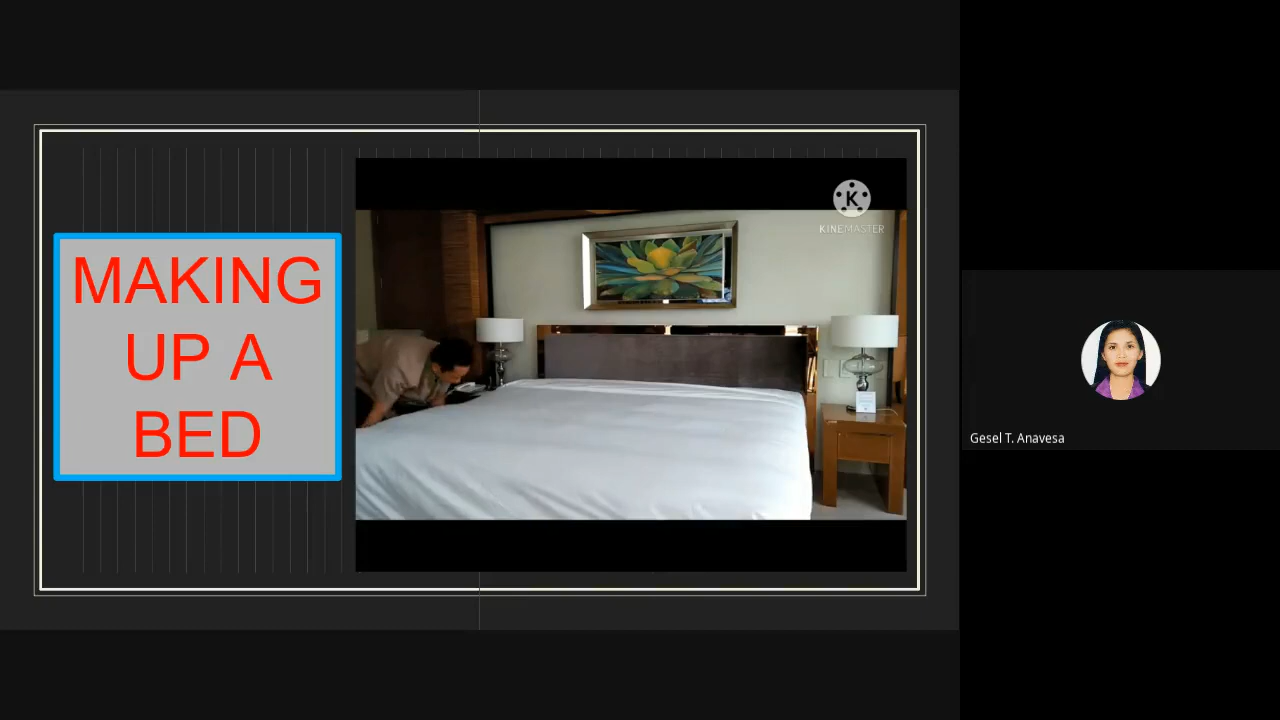 MAKING
UP A
BED
K
KINEMASTER
Gesel T. Anavesa